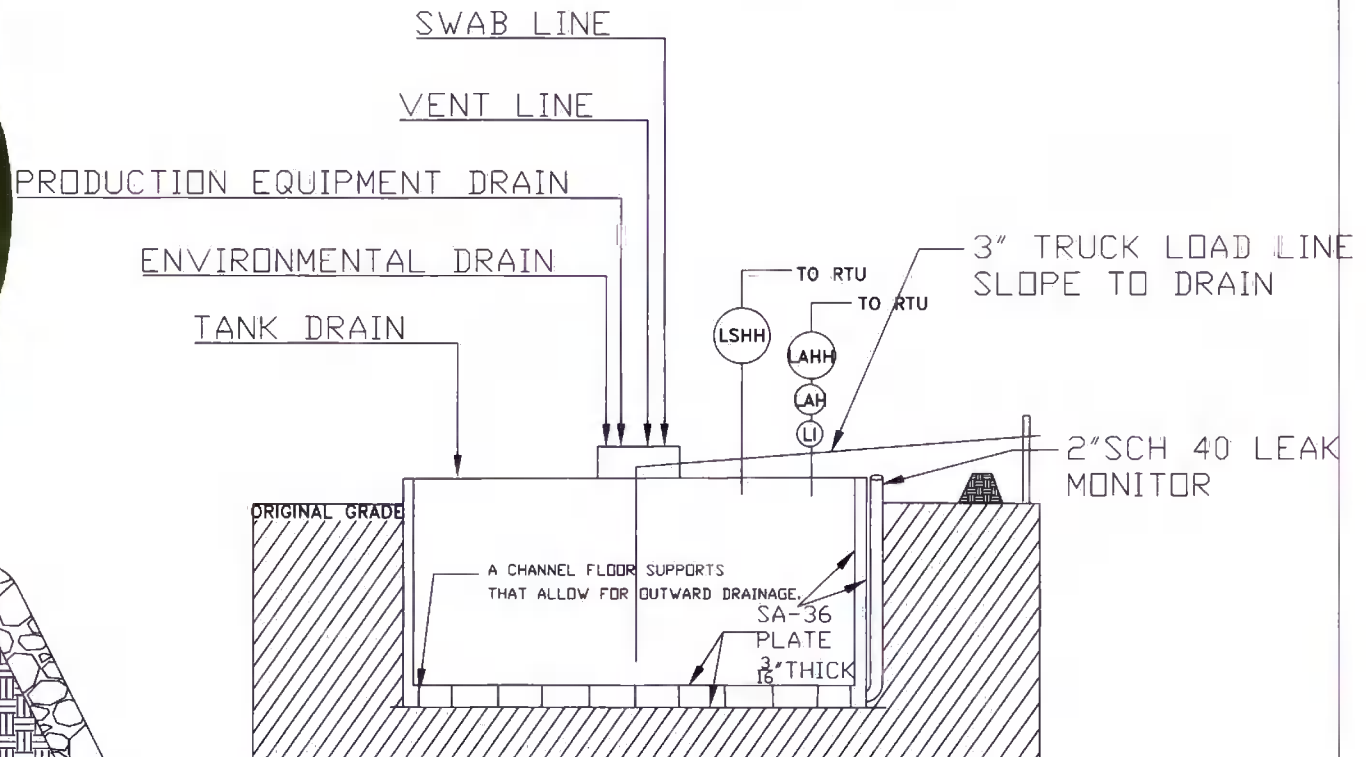 SWAB LINE
VENT LINE
PRODUCTION EQUIPMENT DRAIN
ENVIRONMENTAL DRAIN
TANK DRAIN
TO RTU
TO RTU
3" TRUCK LOAD LINE
SLOPE TO DRAIN
LSHH
LAHH
LAH
LI
2"SCH 40 LEAK
MONITOR
ORIGINAL GRADE
A CHANNEL FLOOR SUPPORTS
THAT ALLOW FOR OUTWARD DRAINAGE.
SA-36
PLATE
3/16"THICK